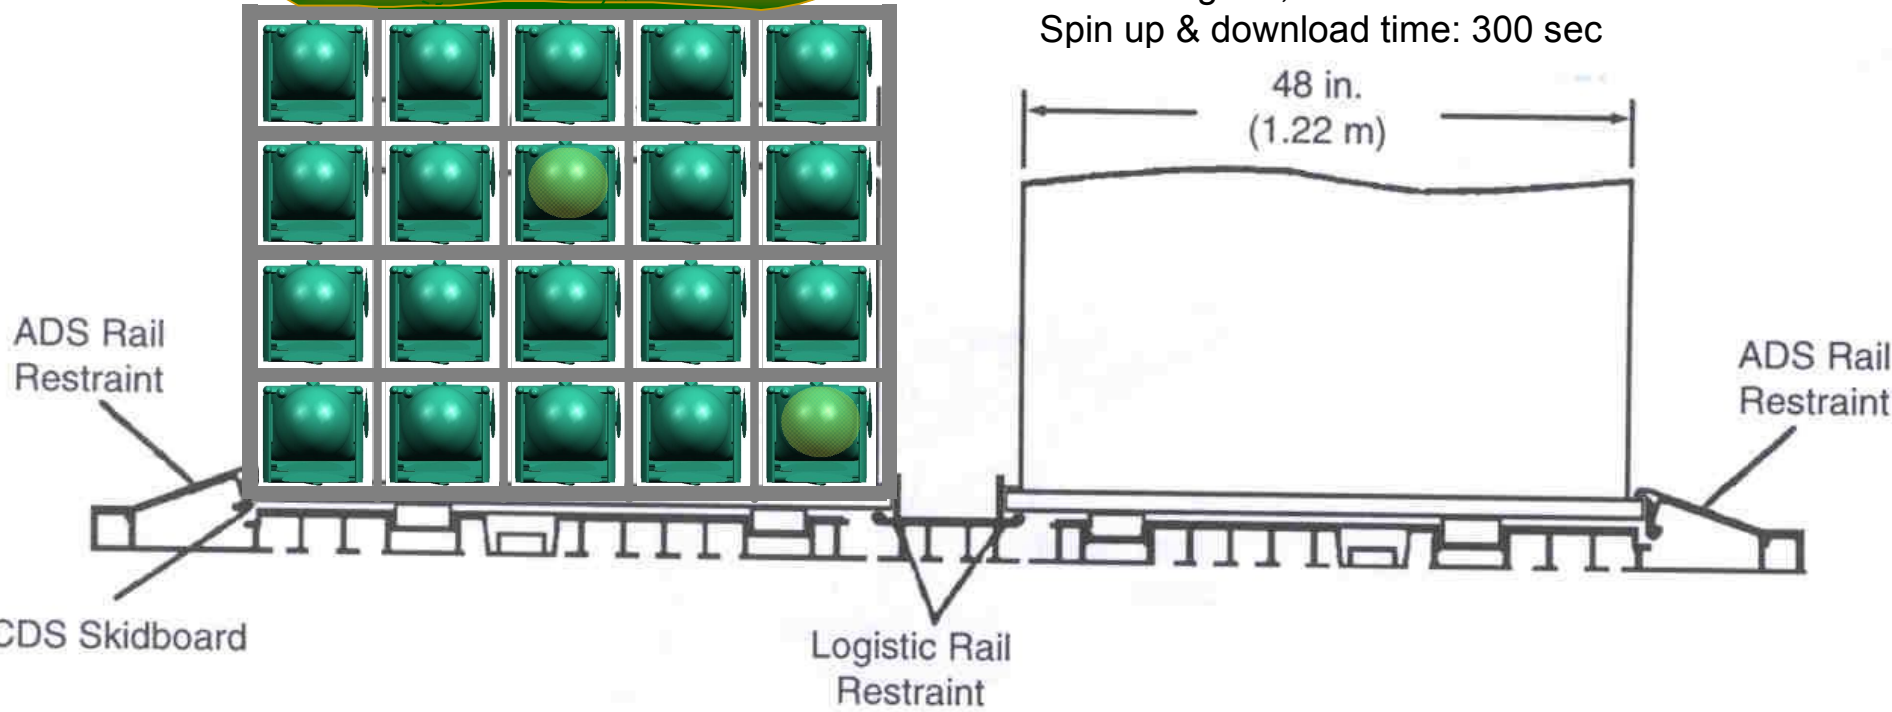 Spin up & download time: 300 sec
48 in.
(1.22 m)
ADS Rail
Restraint
ADS Rail
Restraint
CDS Skidboard
Logistic Rail
Restraint